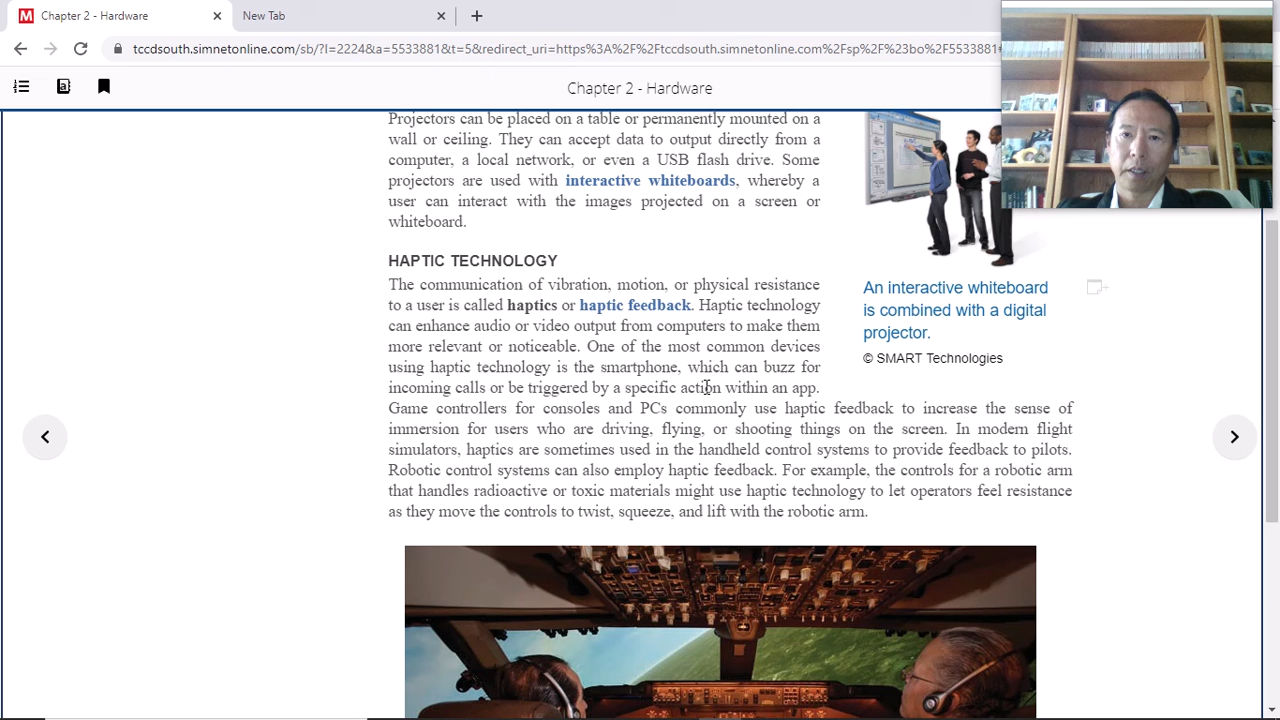 Chapter 2 - Hardware
New Tab
tccdsouth.simnetonline.com/sb/?l=2224&a=5533881&t=5&redirect_uri=https%3A%2F%2Ftccdsouth.simnetonline.com%2Fsp%2F%23bo%2F5533881#
Chapter 2 - Hardware
Projectors can be placed on a table or permanently mounted on a
wall or ceiling. They can accept data to output directly from a
computer, a local network, or even a USB flash drive. Some
projectors are used with interactive whiteboards, whereby a
user can interact with the images projected on a screen or
whiteboard.
HAPTIC TECHNOLOGY
The communication of vibration, motion, or physical resistance
to a user is called haptics or haptic feedback. Haptic technology
can enhance audio or video output from computers to make them
more relevant or noticeable. One of the most common devices
using haptic technology is the smartphone, which can buzz for
incoming calls or be triggered by a specific action within an app.
Game controllers for consoles and PCs commonly use haptic feedback to increase the sense of
immersion for users who are driving, flying, or shooting things on the screen. In modern flight
simulators, haptics are sometimes used in the handheld control systems to provide feedback to pilots.
Robotic control systems can also employ haptic feedback. For example, the controls for a robotic arm
that handles radioactive or toxic materials might use haptic technology to let operators feel resistance
as they move the controls to twist, squeeze, and lift with the robotic arm.
An interactive whiteboard
is combined with a digital
projector.
© SMART Technologies